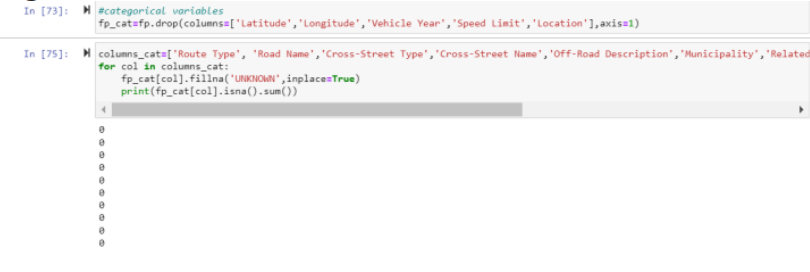 In [73]:
#categorical variables
fp_cat=fp.drop(columns=['Latitude','Longitude','Vehicle Year','Speed Limit','Location'],axis=1)
In [75]:
columns_cat=['Route Type', 'Road Name','Cross-Street Type','Cross-Street Name','Off-Road Description','Municipality','Related
for col in columns_cat:
    fp_cat[col].fillna('UNKNOWN',inplace=True)
    print(fp_cat[col].isna().sum())
0
0
0
0
0
0
0
0
0
0